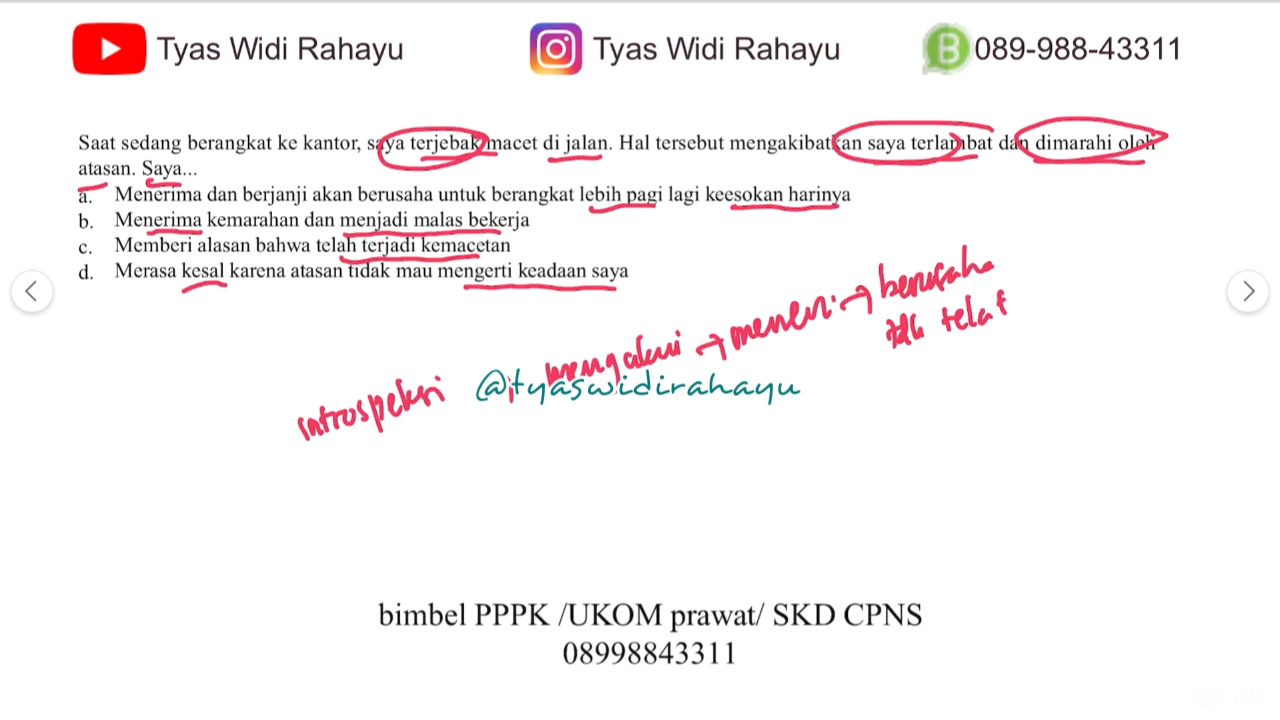 Tyas Widi Rahayu
Tyas Widi Rahayu
B 089-988-43311
Saat sedang berangkat ke kantor, saya terjebak macet di jalan. Hal tersebut mengakibatkan saya terlambat dan dimarahi oleh
atasan. Saya...
a. Menerima dan berjanji akan berusaha untuk berangkat lebih pagi lagi keesokan harinya
b. Menerima kemarahan dan menjadi malas bekerja
c. Memberi alasan bahwa telah terjadi kemacetan
d. Merasa kesal karena atasan tidak mau mengerti keadaan saya
introspeksi, mengakui → meneri → berusaha
tdk telat
@tyaswidirahayu
bimbel PPPK /UKOM prawat/ SKD CPNS
08998843311